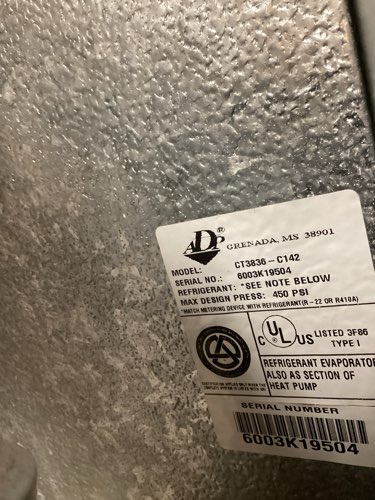 ADP®
GRENADA, MS 38901
MODEL: CT3836-C142
SERIAL NO.: 6003K19504
REFRIGERANT: *SEE NOTE BELOW
MAX DESIGN PRESS: 450 PSI
*MATCH METERING DEVICE WITH REFRIGERANT(R-22 OR R410A)
C UL US LISTED 3F86
TYPE I
REFRIGERANT EVAPORATOR
ALSO AS SECTION OF
HEAT PUMP
SERIAL NUMBER
6003K19504